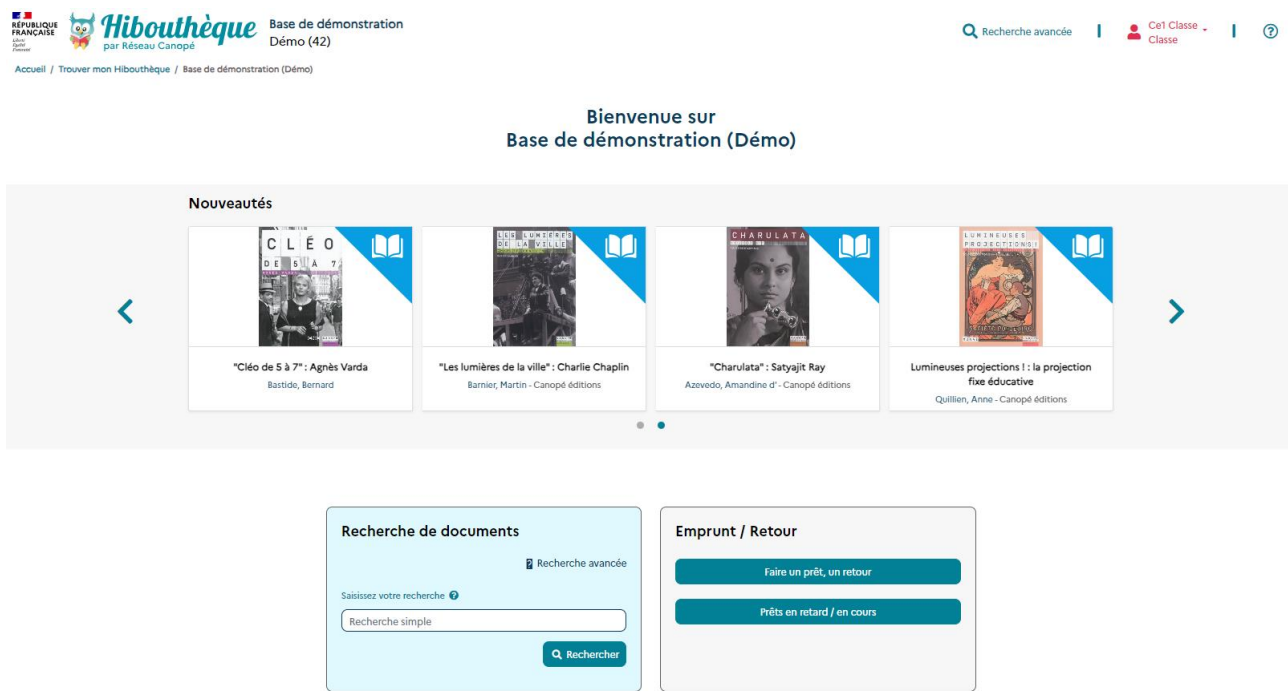 RÉPUBLIQUE
FRANÇAISE
Liberté
Égalité
Fraternité
Hibouthèque
par Réseau Canopé
Base de démonstration
Démo (42)
Recherche avancée
Ce1 Classe
Classe
Accueil / Trouver mon Hibouthèque / Base de démonstration (Démo)
Bienvenue sur
Base de démonstration (Démo)
Nouveautés
CLÉO
DE 5 À 7
LES LUMIÈRES
DE LA VILLE
CHARULATA
LUMINEUSES
PROJECTIONS!
"Cléo de 5 à 7" : Agnès Varda
Bastide, Bernard
"Les lumières de la ville" : Charlie Chaplin
Barnier, Martin - Canopé éditions
"Charulata" : Satyajit Ray
Azevedo, Amandine d' - Canopé éditions
Lumineuses projections ! : la projection
fixe éducative
Quillien, Anne - Canopé éditions
Recherche de documents
Recherche avancée
Saisissez votre recherche
Recherche simple
Rechercher
Emprunt / Retour
Faire un prêt, un retour
Prêts en retard / en cours